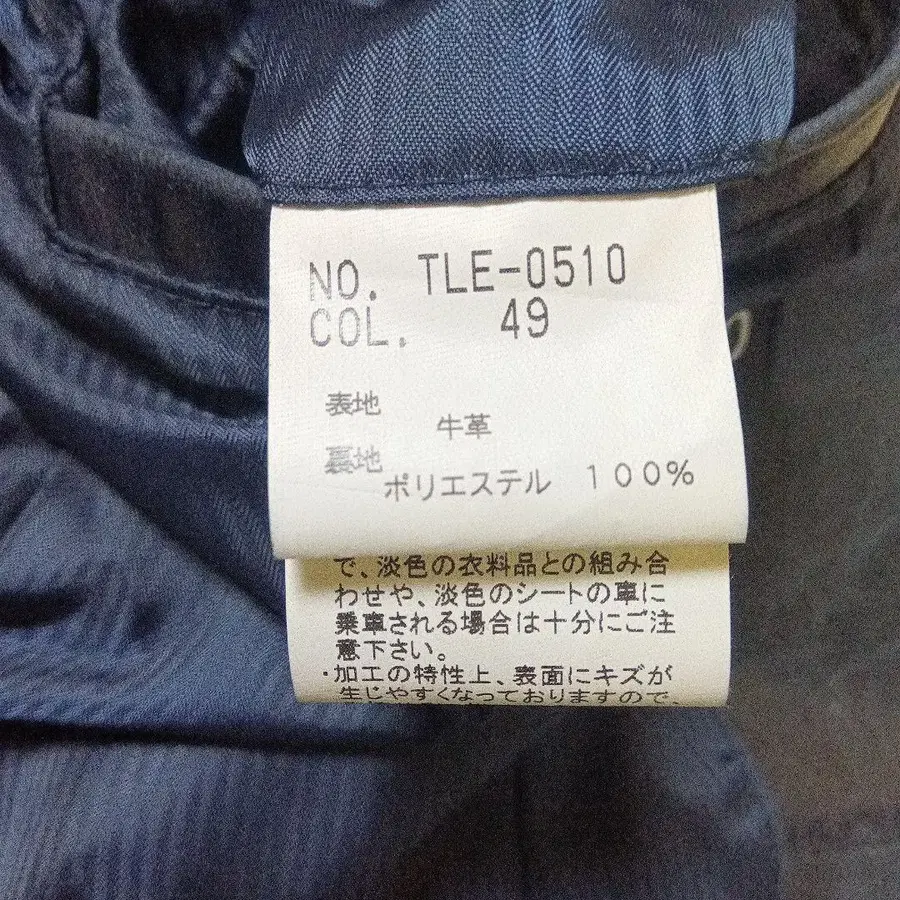 NO. TLE-0510
COL. 49
表地
牛革
裏地
ポリエステル 100%
で、淡色の衣料品との組み合
わせや、淡色のシートの車に
乗車される場合は十分にご注
意下さい。
・加工の特性上、表面にキズが
生じやすくなっておりますので、